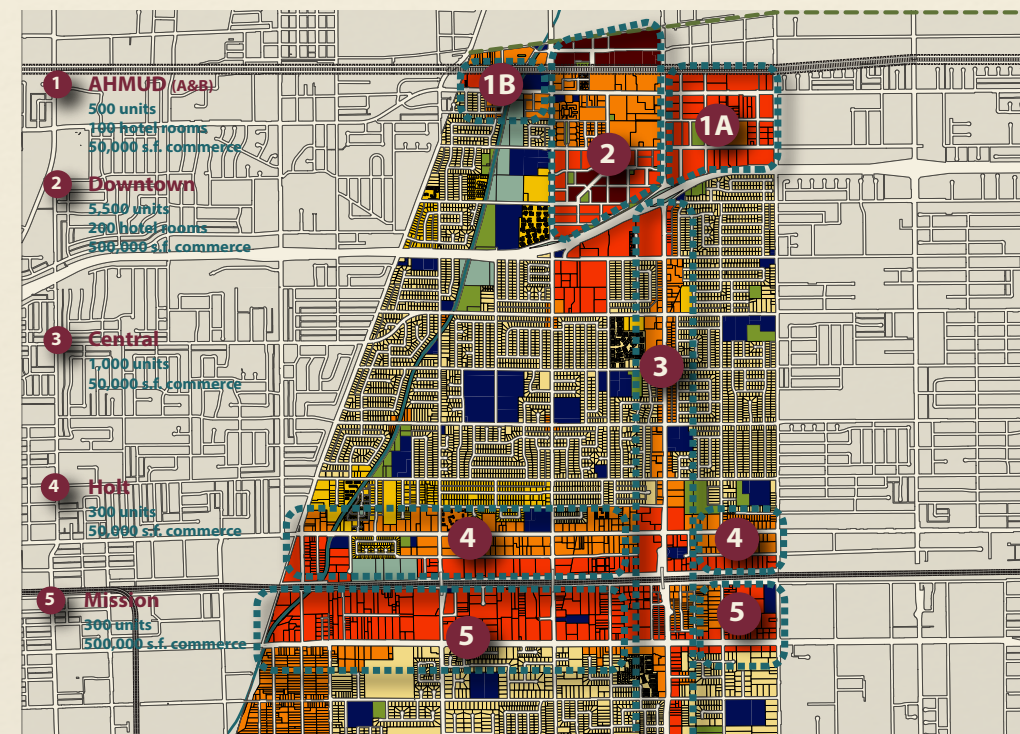 1 AHMUD (A&B)
500 units
100 hotel rooms
50,000 s.f. commerce
2 Downtown
5,500 units
200 hotel rooms
500,000 s.f. commerce
3 Central
1,000 units
50,000 s.f. commerce
4 Holt
300 units
50,000 s.f. commerce
5 Mission
300 units
500,000 s.f. commerce
1B
1A
2
3
4
4
5
5